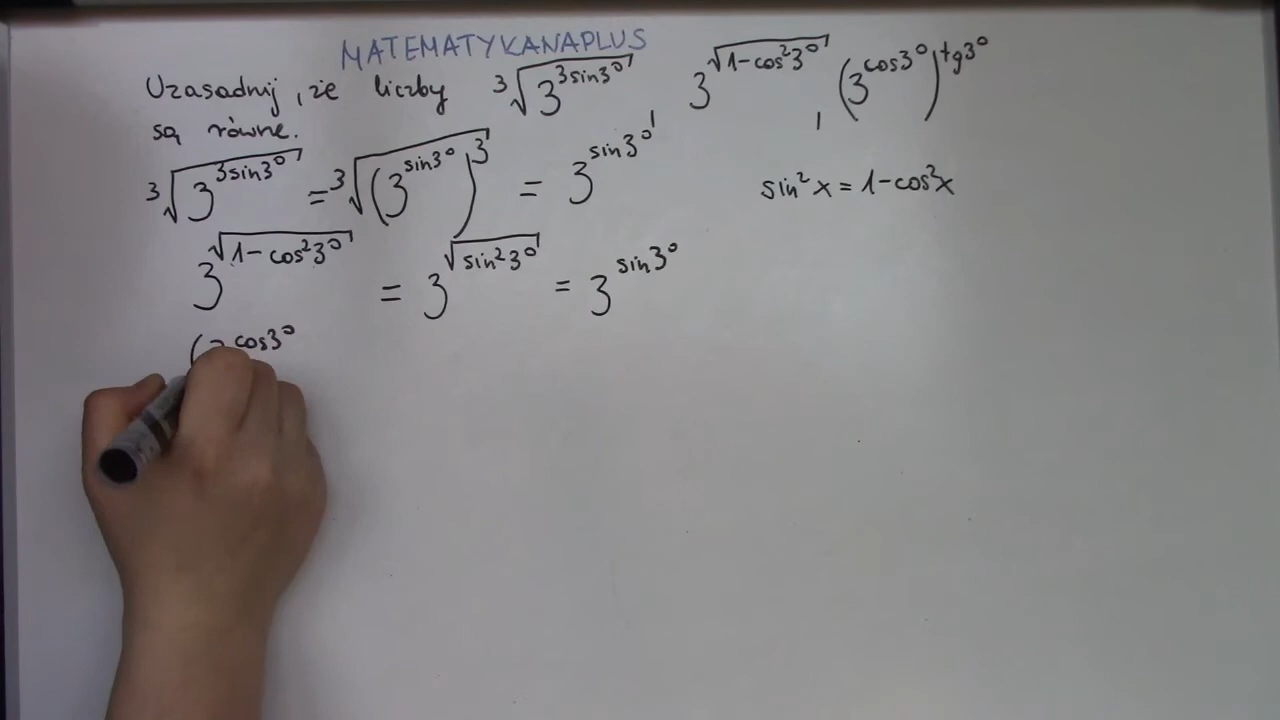 MATEMATYKANAPLUS
Uzasadnij, że liczby ∛(3^(3sin3°)), 3^(√(1-cos²3°)), (3^(cos3°))^(tg3°)
są równe.
∛(3^(3sin3°)) = ∛((3^(sin3°))^3) = 3^(sin3°)
sin²x = 1-cos²x
3^(√(1-cos²3°)) = 3^(√(sin²3°)) = 3^(sin3°)
(3^(cos3°)